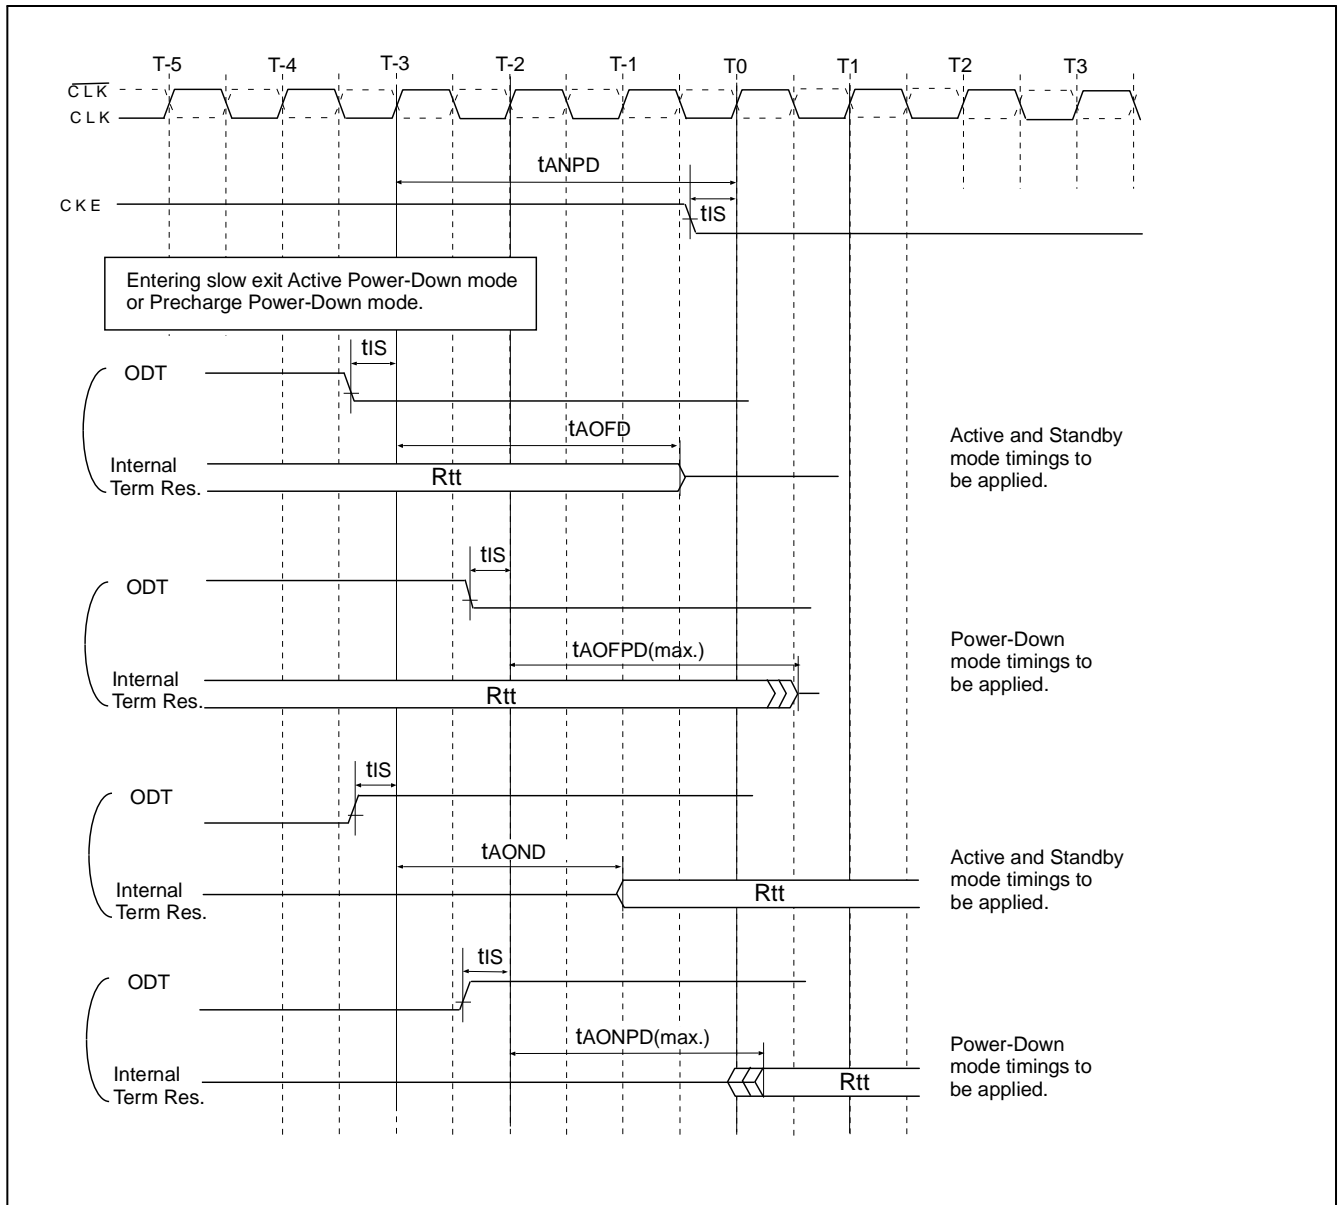 T-5 T-4 T-3 T-2 T-1 T0 T1 T2 T3
CLK
CLK
tANPD
CKE
tIS
Entering slow exit Active Power-Down mode
or Precharge Power-Down mode.
tIS
ODT
tAOFD
Active and Standby
mode timings to
be applied.
Internal
Term Res.
Rtt
tIS
ODT
tAOFPD(max.)
Power-Down
mode timings to
be applied.
Internal
Term Res.
Rtt
tIS
ODT
tAOND
Active and Standby
mode timings to
be applied.
Internal
Term Res.
Rtt
tIS
ODT
tAONPD(max.)
Power-Down
mode timings to
be applied.
Internal
Term Res.
Rtt